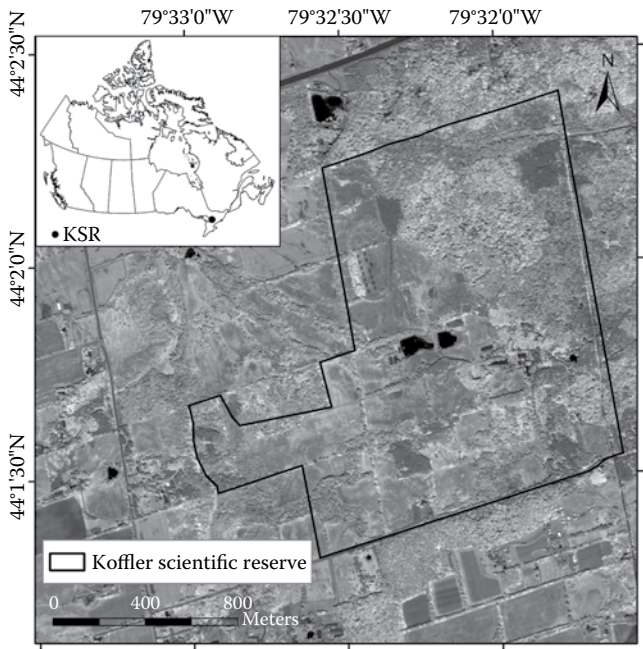 79°33'0"W 79°32'30"W 79°32'0"W
44°2'30"N
N
KSR
44°2'0"N
44°1'30"N
Koffler scientific reserve
0 400 800
Meters